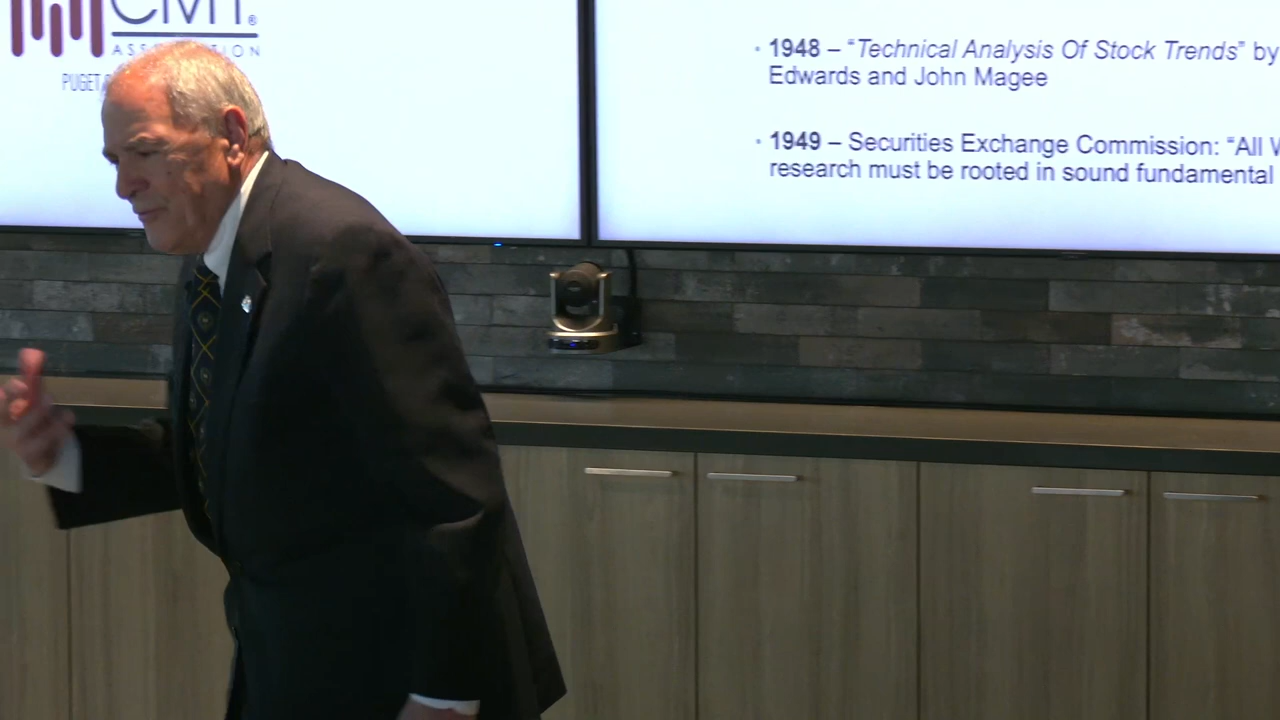 CMT®
ASSOCIATION
PUGET
• 1948 – “Technical Analysis Of Stock Trends” by
Edwards and John Magee
• 1949 – Securities Exchange Commission: “All
research must be rooted in sound fundamental